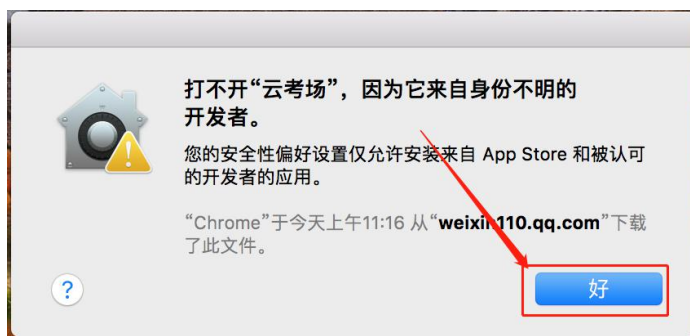 打不开“云考场”，因为它来自身份不明的
开发者。
您的安全性偏好设置仅允许安装来自 App Store 和被认可
的开发者的应用。
“Chrome”于今天上午11:16 从“weixin110.qq.com”下载
了此文件。
?
好